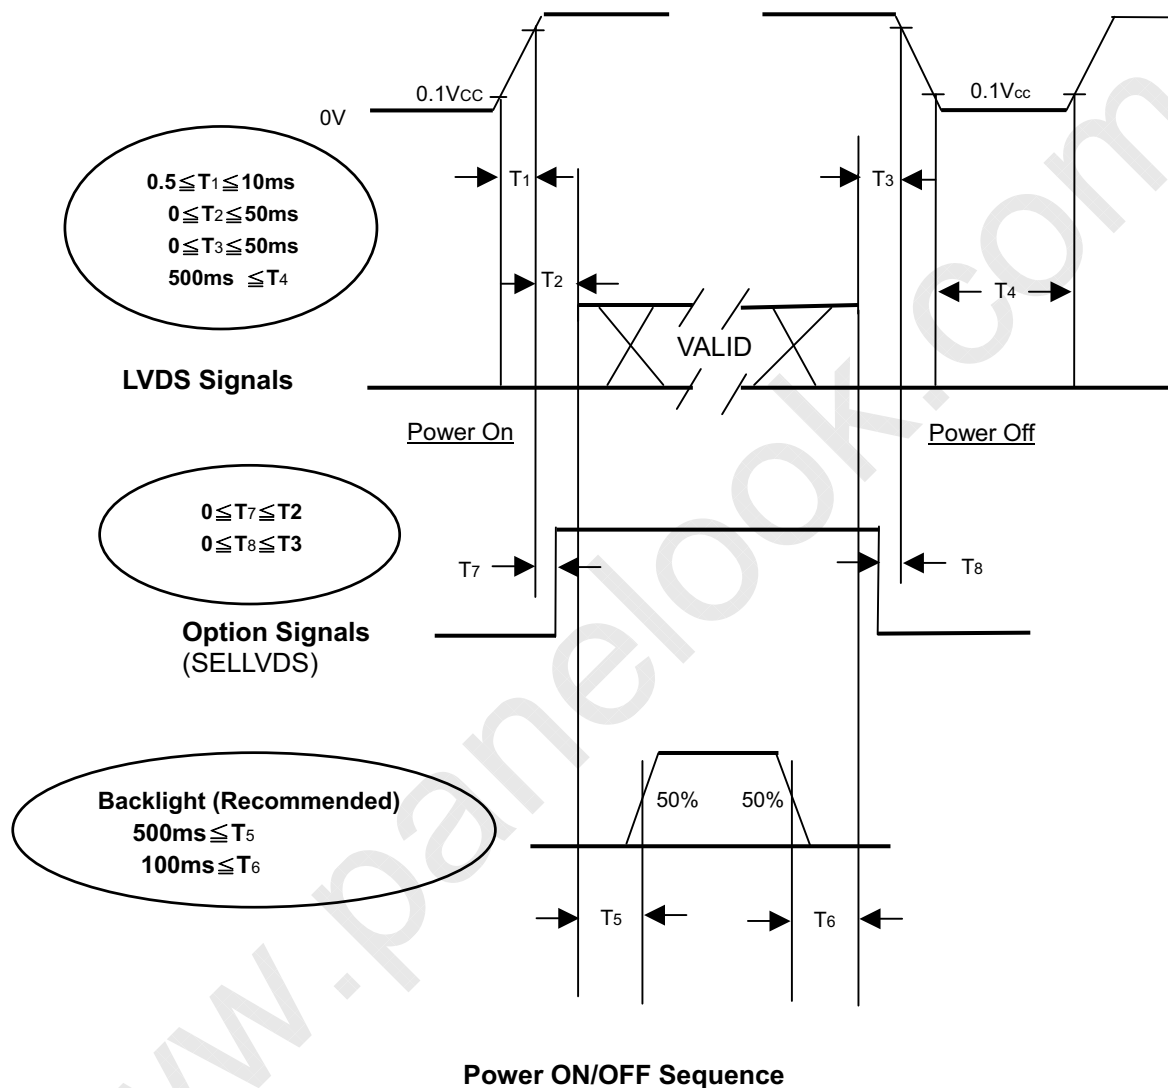 0.1VCC
0.1Vcc
0V
0.5≦T1≦10ms
0≦T2≦50ms
0≦T3≦50ms
500ms ≦T4
T1
T3
T2
T4
VALID
LVDS Signals
Power On
Power Off
0≦T7≦T2
0≦T8≦T3
T7
T8
Option Signals
(SELLVDS)
Backlight (Recommended)
500ms≦T5
100ms≦T6
50%
50%
T5
T6
Power ON/OFF Sequence
www.panelook.com